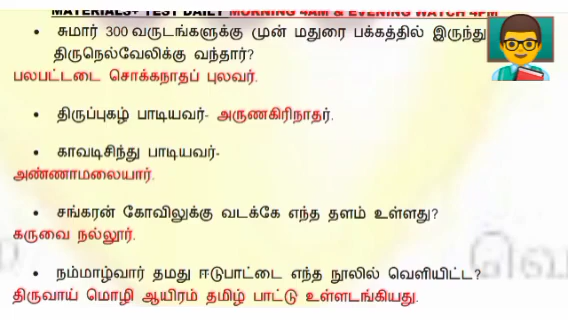 MATERIALS+ TEST DAILY MORNING 4AM & EVENING WATCH 4PM
• சுமார் 300 வருடங்களுக்கு முன் மதுரை பக்கத்தில் இருந்து
திருநெல்வேலிக்கு வந்தார்?
பலபட்டடை சொக்கநாதப் புலவர்.
• திருப்புகழ் பாடியவர்- அருணகிரிநாதர்.
• காவடிசிந்து பாடியவர்-
அண்ணாமலையார்.
• சங்கரன் கோவிலுக்கு வடக்கே எந்த தளம் உள்ளது?
கருவை நல்லூர்.
• நம்மாழ்வார் தமது ஈடுபாட்டை எந்த நூலில் வெளியிட்ட?
திருவாய் மொழி ஆயிரம் தமிழ் பாட்டு உள்ளடங்கியது.